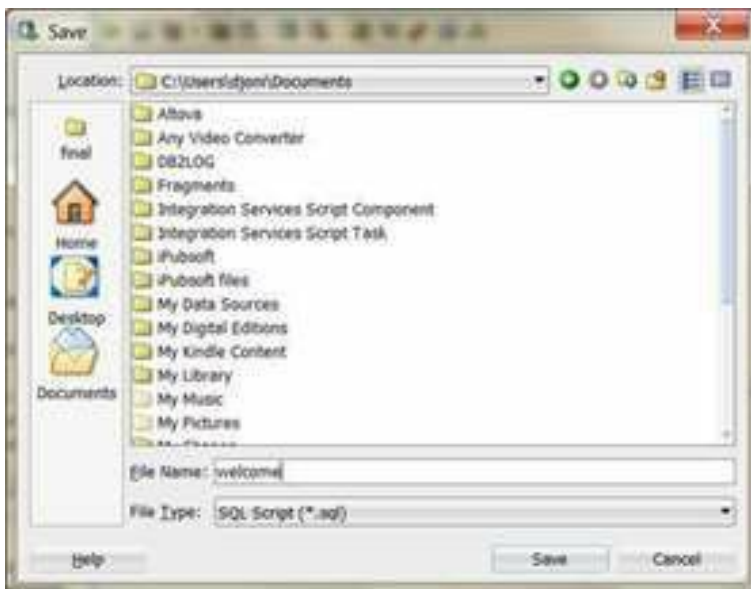 Save
Location: C:\Users\djoni\Documents
final
Home
Desktop
Documents
Altova
Any Video Converter
DB2LOG
Fragments
Integration Services Script Component
Integration Services Script Task
iPubsoft
iPubsoft files
My Data Sources
My Digital Editions
My Kindle Content
My Library
My Music
My Pictures
File Name: welcome
File Type: SQL Script (*.sql)
Help
Save
Cancel